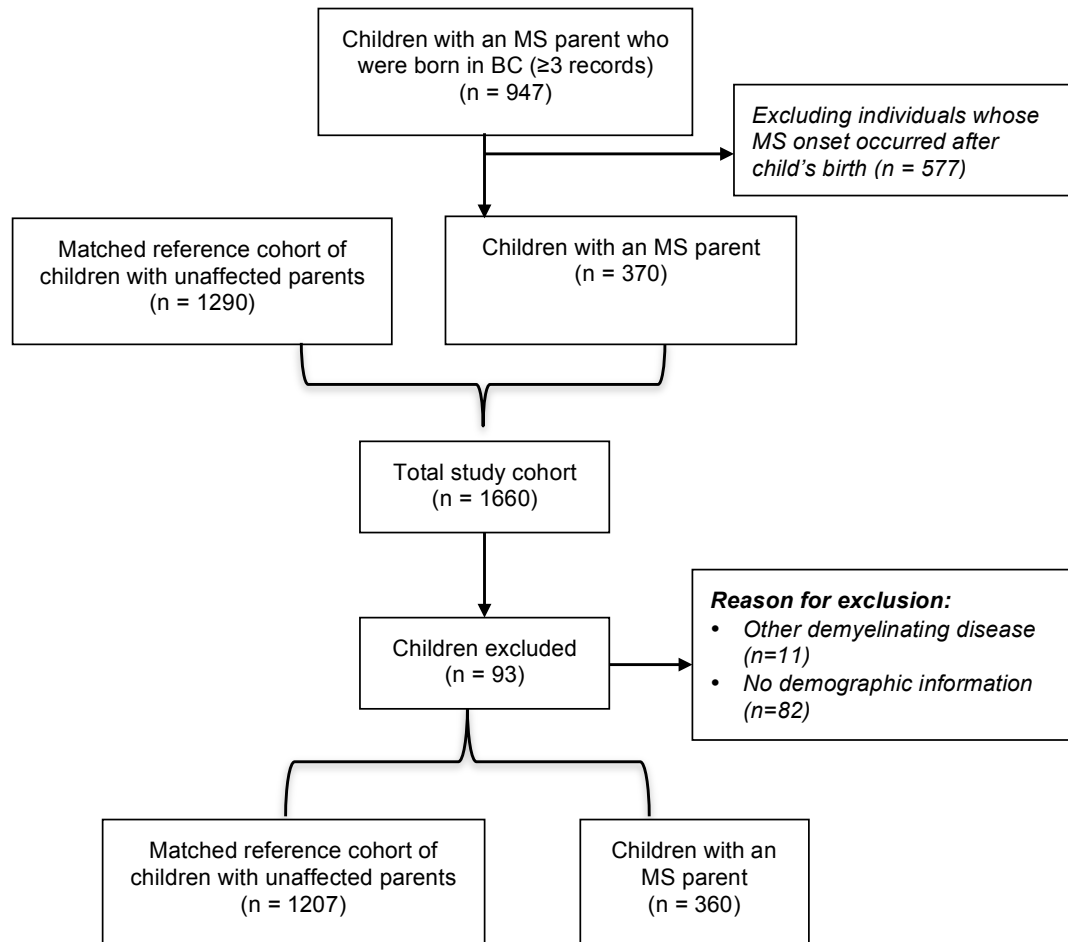 Children with an MS parent who
were born in BC (≥3 records)
(n = 947)
Excluding individuals whose
MS onset occurred after
child's birth (n = 577)
Matched reference cohort of
children with unaffected parents
(n = 1290)
Children with an MS parent
(n = 370)
Total study cohort
(n = 1660)
Children excluded
(n = 93)
Reason for exclusion:
• Other demyelinating disease
(n=11)
• No demographic information
(n=82)
Matched reference cohort of
children with unaffected parents
(n = 1207)
Children with an
MS parent
(n = 360)